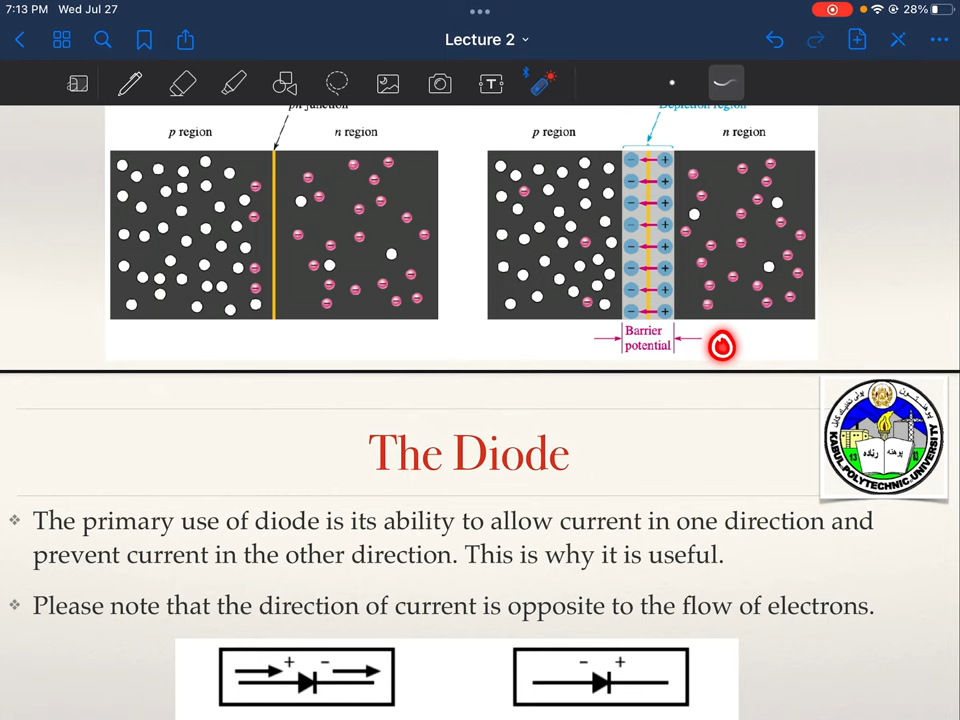 7:13 PM Wed Jul 27
28%
Lecture 2
T
pn junction
Depletion region
p region
n region
p region
n region
Barrier
potential
The Diode
KABUL POLYTECHNIC UNIVERSITY
The primary use of diode is its ability to allow current in one direction and
prevent current in the other direction. This is why it is useful.
Please note that the direction of current is opposite to the flow of electrons.
+ −
− +